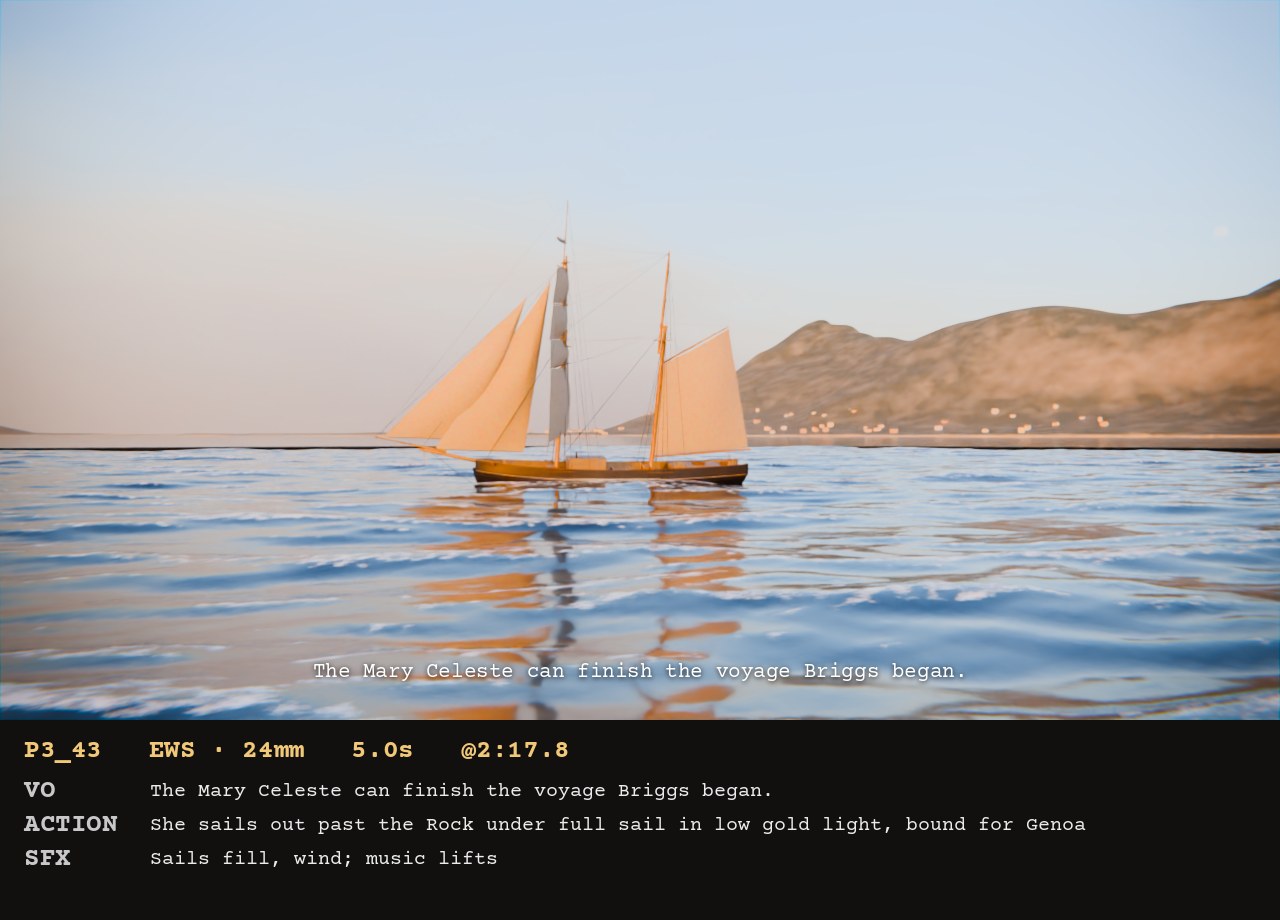 The Mary Celeste can finish the voyage Briggs began.
P3_43 EWS · 24mm 5.0s @2:17.8
VO The Mary Celeste can finish the voyage Briggs began.
ACTION She sails out past the Rock under full sail in low gold light, bound for Genoa
SFX Sails fill, wind; music lifts